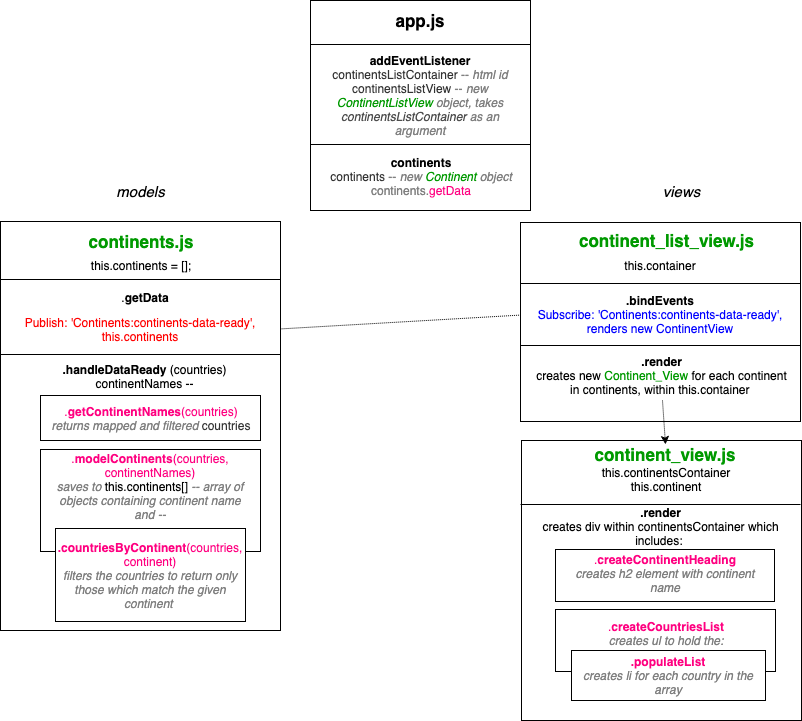 app.js
addEventListener
continentsListContainer -- html id
continentsListView -- new
ContinentListView object, takes
continentsListContainer as an
argument
continents
continents -- new Continent object
continents.getData
models
views
continents.js
this.continents = [];
.getData
Publish: 'Continents:continents-data-ready',
this.continents
.handleDataReady (countries)
continentNames --
.getContinentNames(countries)
returns mapped and filtered countries
.modelContinents(countries,
continentNames)
saves to this.continents[] -- array of
objects containing continent name
and --
.countriesByContinent(countries,
continent)
filters the countries to return only
those which match the given
continent
continent_list_view.js
this.container
.bindEvents
Subscribe: 'Continents:continents-data-ready',
renders new ContinentView
.render
creates new Continent_View for each continent
in continents, within this.container
continent_view.js
this.continentsContainer
this.continent
.render
creates div within continentsContainer which
includes:
.createContinentHeading
creates h2 element with continent
name
.createCountriesList
creates ul to hold the:
.populateList
creates li for each country in the
array